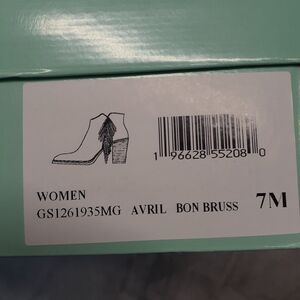 1 96628 55208 0
WOMEN
GS1261935MG AVRIL BON BRUSS 7M